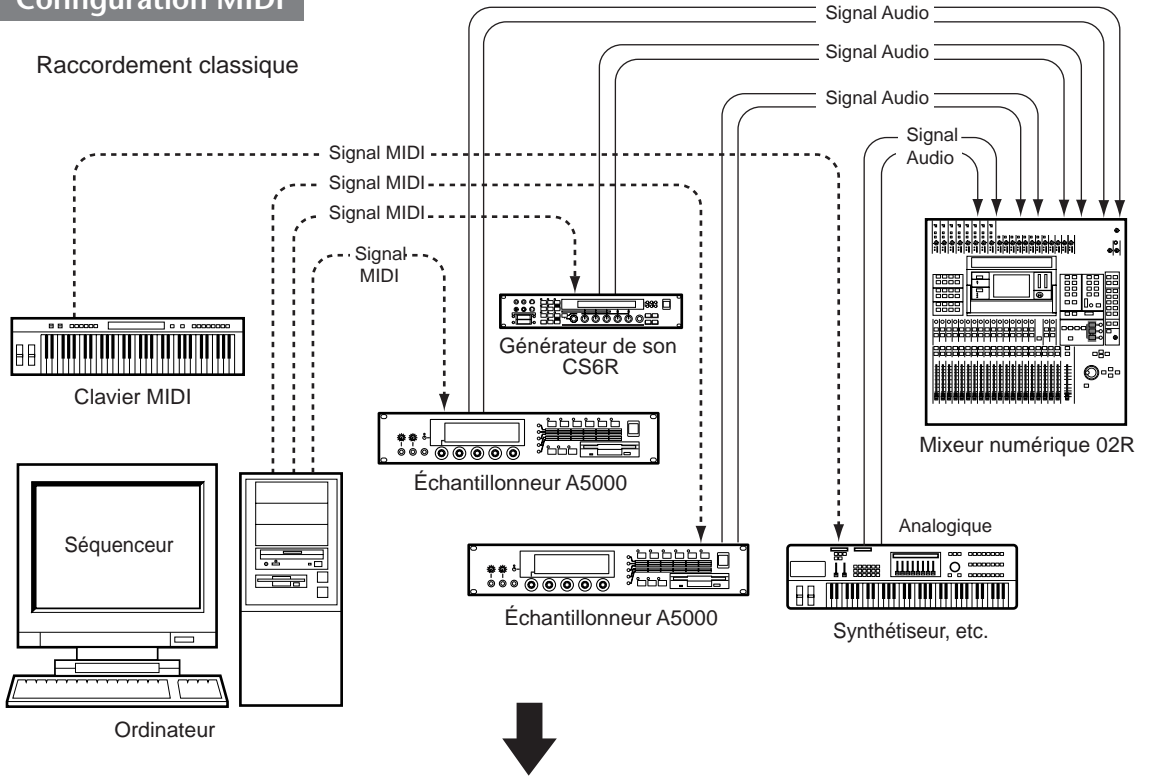 Configuration MIDI
Raccordement classique
Signal Audio
Signal Audio
Signal Audio
Signal
Audio
Signal MIDI
Signal MIDI
Signal MIDI
Signal
MIDI
Générateur de son
CS6R
Clavier MIDI
Mixeur numérique 02R
Échantillonneur A5000
Analogique
Séquenceur
Échantillonneur A5000
Synthétiseur, etc.
Ordinateur